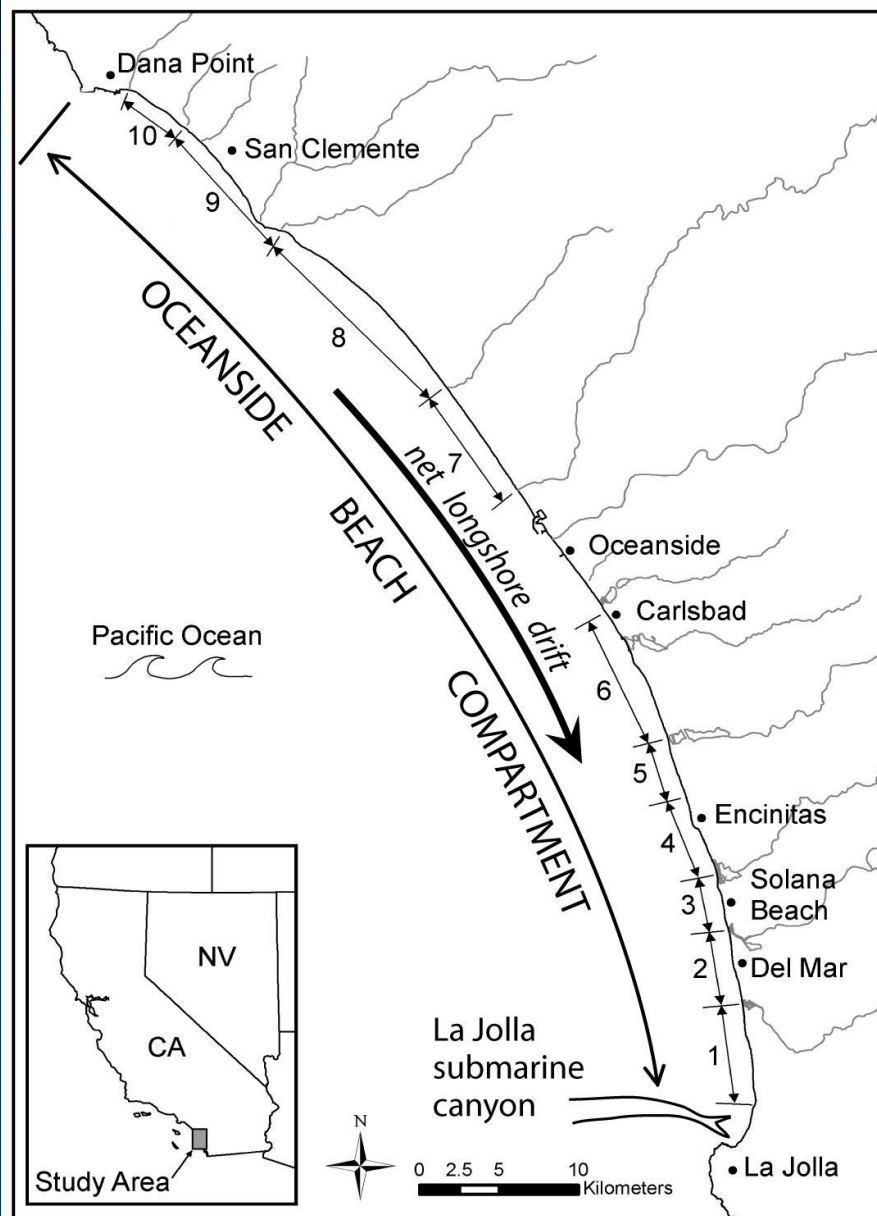 Dana Point
10
San Clemente
9
8
OCEANSIDE
BEACH
COMPARTMENT
7
net longshore drift
Oceanside
Carlsbad
Pacific Ocean
6
5
Encinitas
4
Solana
Beach
3
Del Mar
2
1
La Jolla
submarine
canyon
La Jolla
NV
CA
Study Area
N
0 2.5 5 10
Kilometers